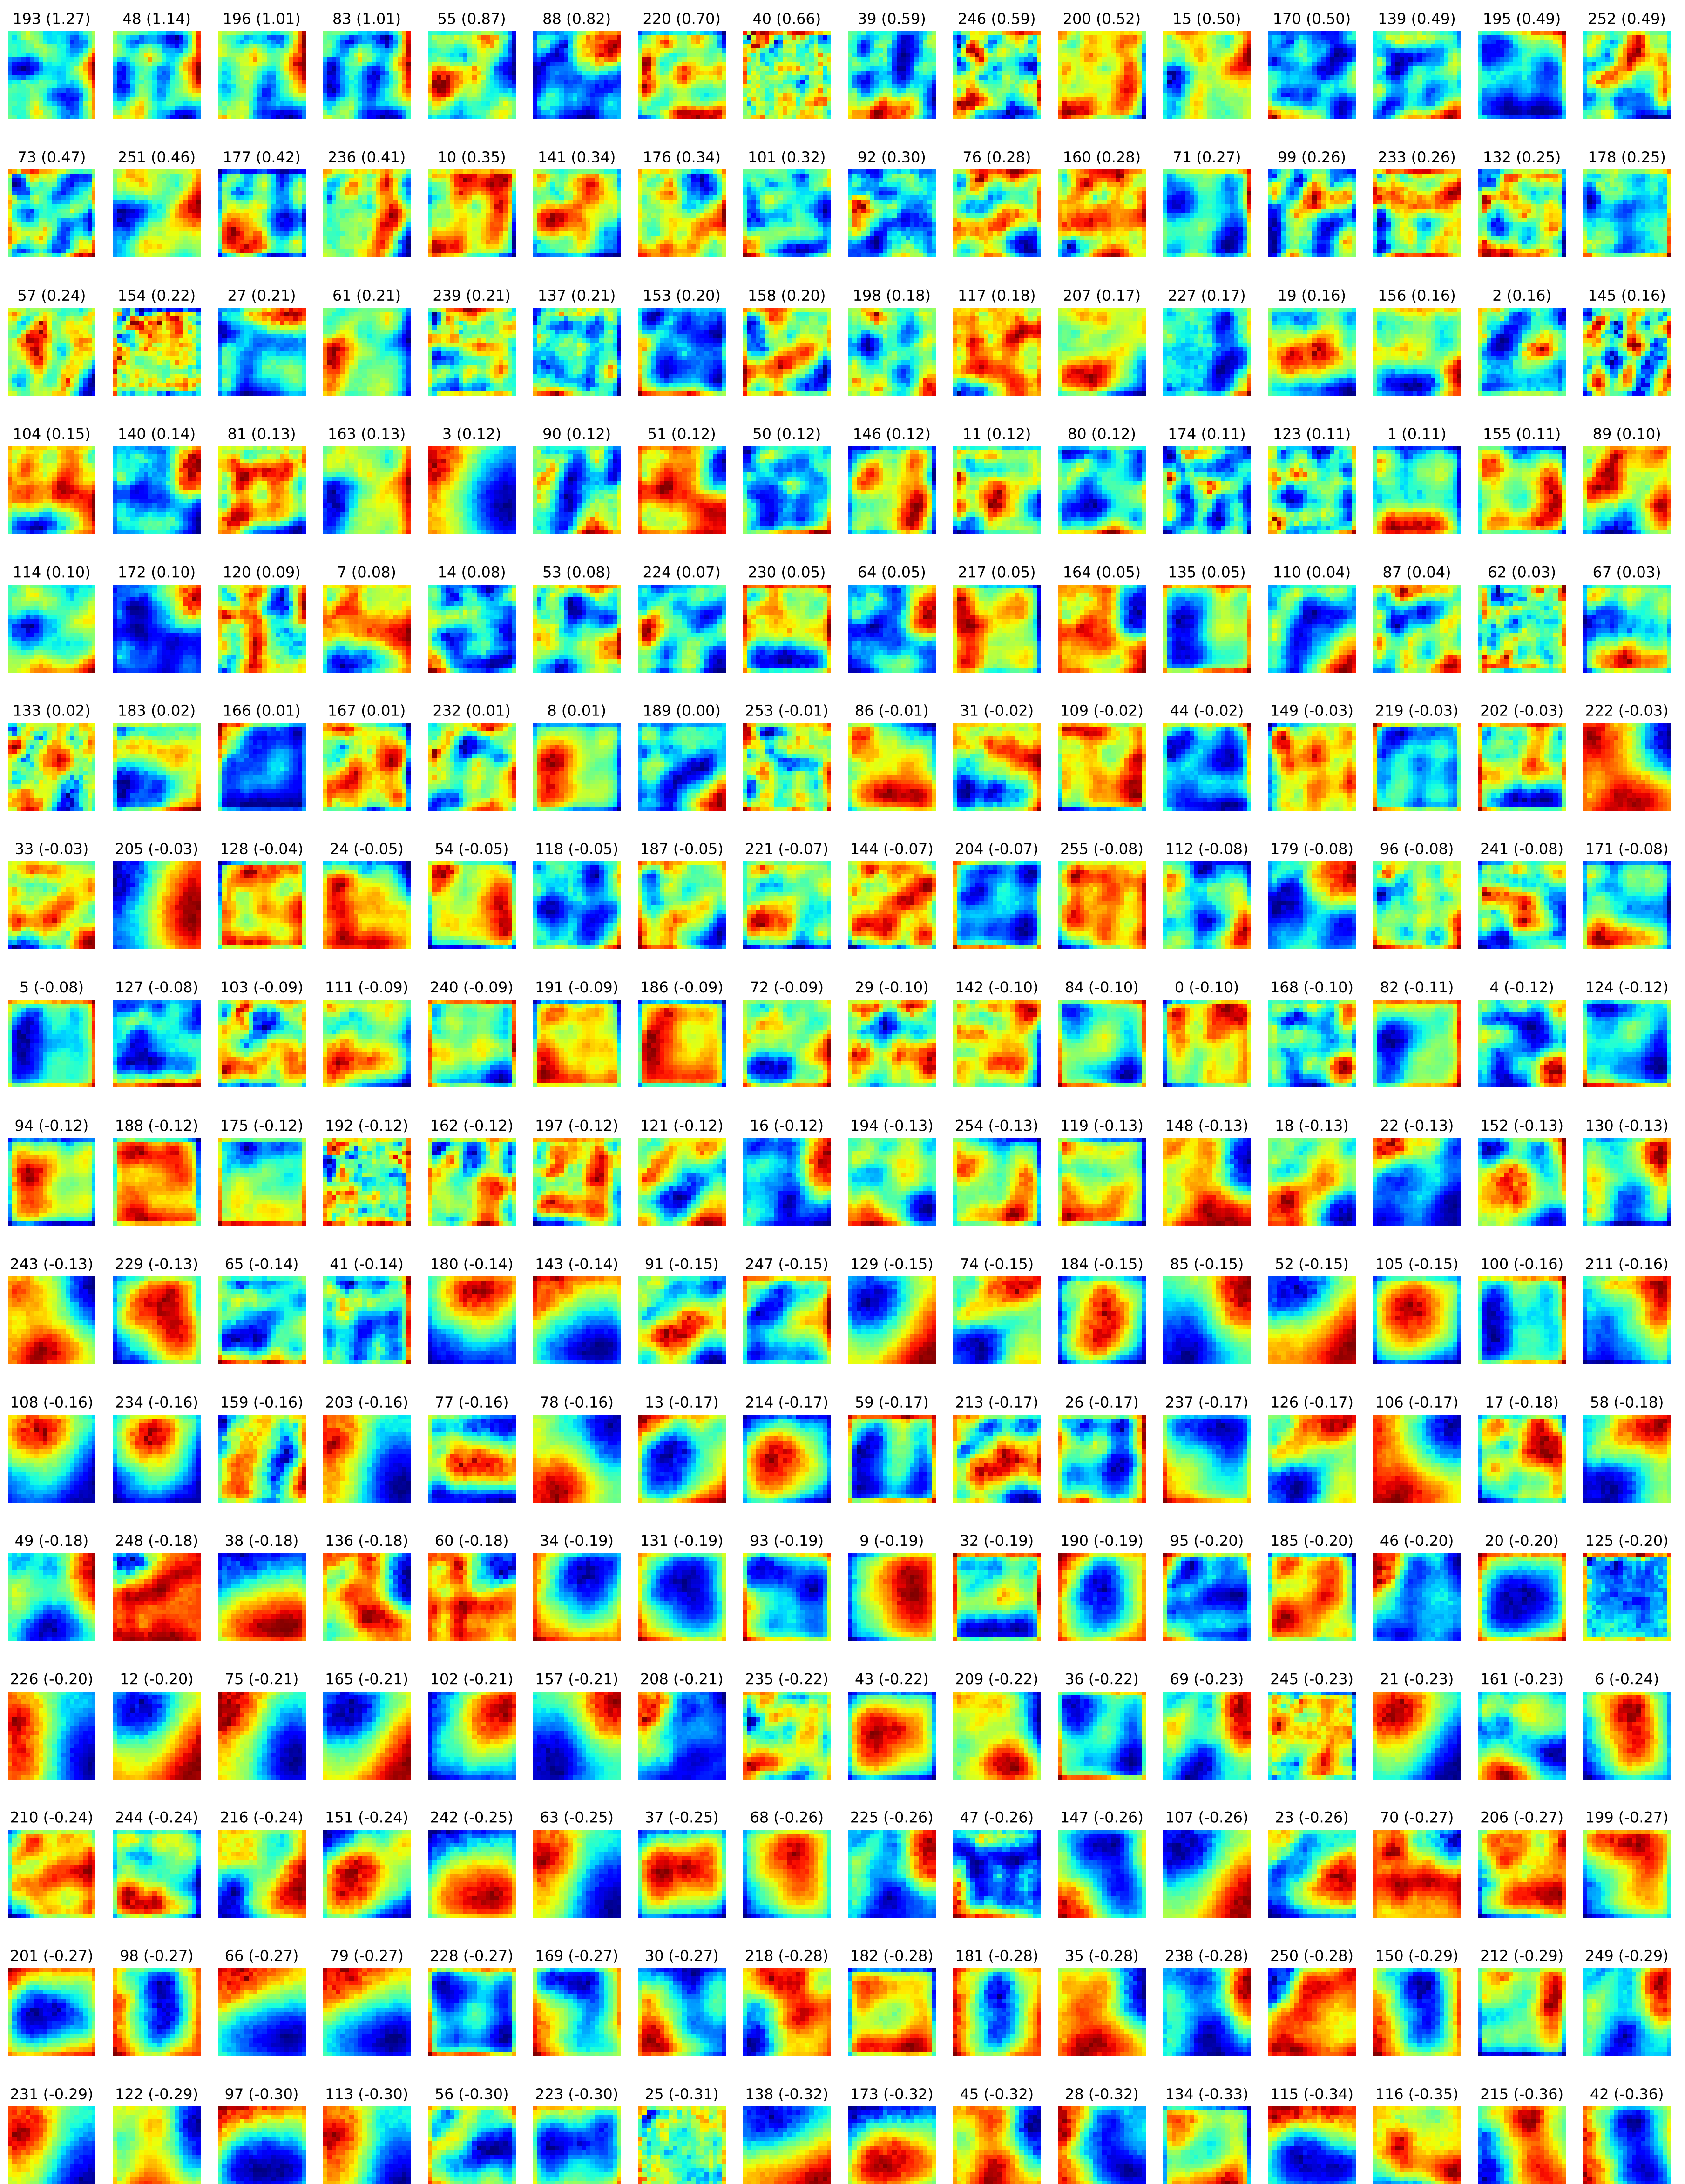 193 (1.27) 48 (1.14) 196 (1.01) 83 (1.01) 55 (0.87) 88 (0.82) 220 (0.70) 40 (0.66) 39 (0.59) 246 (0.59) 200 (0.52) 15 (0.50) 170 (0.50) 139 (0.49) 195 (0.49) 252 (0.49)
73 (0.47) 251 (0.46) 177 (0.42) 236 (0.41) 10 (0.35) 141 (0.34) 176 (0.34) 101 (0.32) 92 (0.30) 76 (0.28) 160 (0.28) 71 (0.27) 99 (0.26) 233 (0.26) 132 (0.25) 178 (0.25)
57 (0.24) 154 (0.22) 27 (0.21) 61 (0.21) 239 (0.21) 137 (0.21) 153 (0.20) 158 (0.20) 198 (0.18) 117 (0.18) 207 (0.17) 227 (0.17) 19 (0.16) 156 (0.16) 2 (0.16) 145 (0.16)
104 (0.15) 140 (0.14) 81 (0.13) 163 (0.13) 3 (0.12) 90 (0.12) 51 (0.12) 50 (0.12) 146 (0.12) 11 (0.12) 80 (0.12) 174 (0.11) 123 (0.11) 1 (0.11) 155 (0.11) 89 (0.10)
114 (0.10) 172 (0.10) 120 (0.09) 7 (0.08) 14 (0.08) 53 (0.08) 224 (0.07) 230 (0.05) 64 (0.05) 217 (0.05) 164 (0.05) 135 (0.05) 110 (0.04) 87 (0.04) 62 (0.03) 67 (0.03)
133 (0.02) 183 (0.02) 166 (0.01) 167 (0.01) 232 (0.01) 8 (0.01) 189 (0.00) 253 (-0.01) 86 (-0.01) 31 (-0.02) 109 (-0.02) 44 (-0.02) 149 (-0.03) 219 (-0.03) 202 (-0.03) 222 (-0.03)
33 (-0.03) 205 (-0.03) 128 (-0.04) 24 (-0.05) 54 (-0.05) 118 (-0.05) 187 (-0.05) 221 (-0.07) 144 (-0.07) 204 (-0.07) 255 (-0.08) 112 (-0.08) 179 (-0.08) 96 (-0.08) 241 (-0.08) 171 (-0.08)
5 (-0.08) 127 (-0.08) 103 (-0.09) 111 (-0.09) 240 (-0.09) 191 (-0.09) 186 (-0.09) 72 (-0.09) 29 (-0.10) 142 (-0.10) 84 (-0.10) 0 (-0.10) 168 (-0.10) 82 (-0.11) 4 (-0.12) 124 (-0.12)
94 (-0.12) 188 (-0.12) 175 (-0.12) 192 (-0.12) 162 (-0.12) 197 (-0.12) 121 (-0.12) 16 (-0.12) 194 (-0.13) 254 (-0.13) 119 (-0.13) 148 (-0.13) 18 (-0.13) 22 (-0.13) 152 (-0.13) 130 (-0.13)
243 (-0.13) 229 (-0.13) 65 (-0.14) 41 (-0.14) 180 (-0.14) 143 (-0.14) 91 (-0.15) 247 (-0.15) 129 (-0.15) 74 (-0.15) 184 (-0.15) 85 (-0.15) 52 (-0.15) 105 (-0.15) 100 (-0.16) 211 (-0.16)
108 (-0.16) 234 (-0.16) 159 (-0.16) 203 (-0.16) 77 (-0.16) 78 (-0.16) 13 (-0.17) 214 (-0.17) 59 (-0.17) 213 (-0.17) 26 (-0.17) 237 (-0.17) 126 (-0.17) 106 (-0.17) 17 (-0.18) 58 (-0.18)
49 (-0.18) 248 (-0.18) 38 (-0.18) 136 (-0.18) 60 (-0.18) 34 (-0.19) 131 (-0.19) 93 (-0.19) 9 (-0.19) 32 (-0.19) 190 (-0.19) 95 (-0.20) 185 (-0.20) 46 (-0.20) 20 (-0.20) 125 (-0.20)
226 (-0.20) 12 (-0.20) 75 (-0.21) 165 (-0.21) 102 (-0.21) 157 (-0.21) 208 (-0.21) 235 (-0.22) 43 (-0.22) 209 (-0.22) 36 (-0.22) 69 (-0.23) 245 (-0.23) 21 (-0.23) 161 (-0.23) 6 (-0.24)
210 (-0.24) 244 (-0.24) 216 (-0.24) 151 (-0.24) 242 (-0.25) 63 (-0.25) 37 (-0.25) 68 (-0.26) 225 (-0.26) 47 (-0.26) 147 (-0.26) 107 (-0.26) 23 (-0.26) 70 (-0.27) 206 (-0.27) 199 (-0.27)
201 (-0.27) 98 (-0.27) 66 (-0.27) 79 (-0.27) 228 (-0.27) 169 (-0.27) 30 (-0.27) 218 (-0.28) 182 (-0.28) 181 (-0.28) 35 (-0.28) 238 (-0.28) 250 (-0.28) 150 (-0.29) 212 (-0.29) 249 (-0.29)
231 (-0.29) 122 (-0.29) 97 (-0.30) 113 (-0.30) 56 (-0.30) 223 (-0.30) 25 (-0.31) 138 (-0.32) 173 (-0.32) 45 (-0.32) 28 (-0.32) 134 (-0.33) 115 (-0.34) 116 (-0.35) 215 (-0.36) 42 (-0.36)